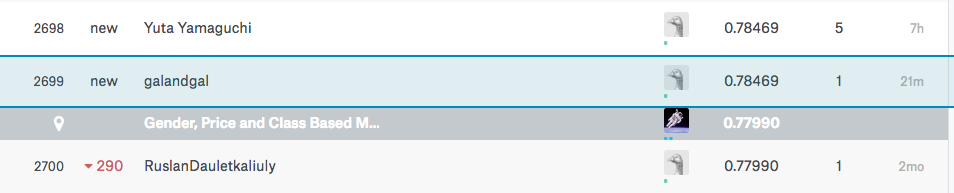 2698 new Yuta Yamaguchi 0.78469 5 7h
2699 new galandgal 0.78469 1 21m
Gender, Price and Class Based M... 0.77990
2700 290 RuslanDauletkaliuly 0.77990 1 2mo